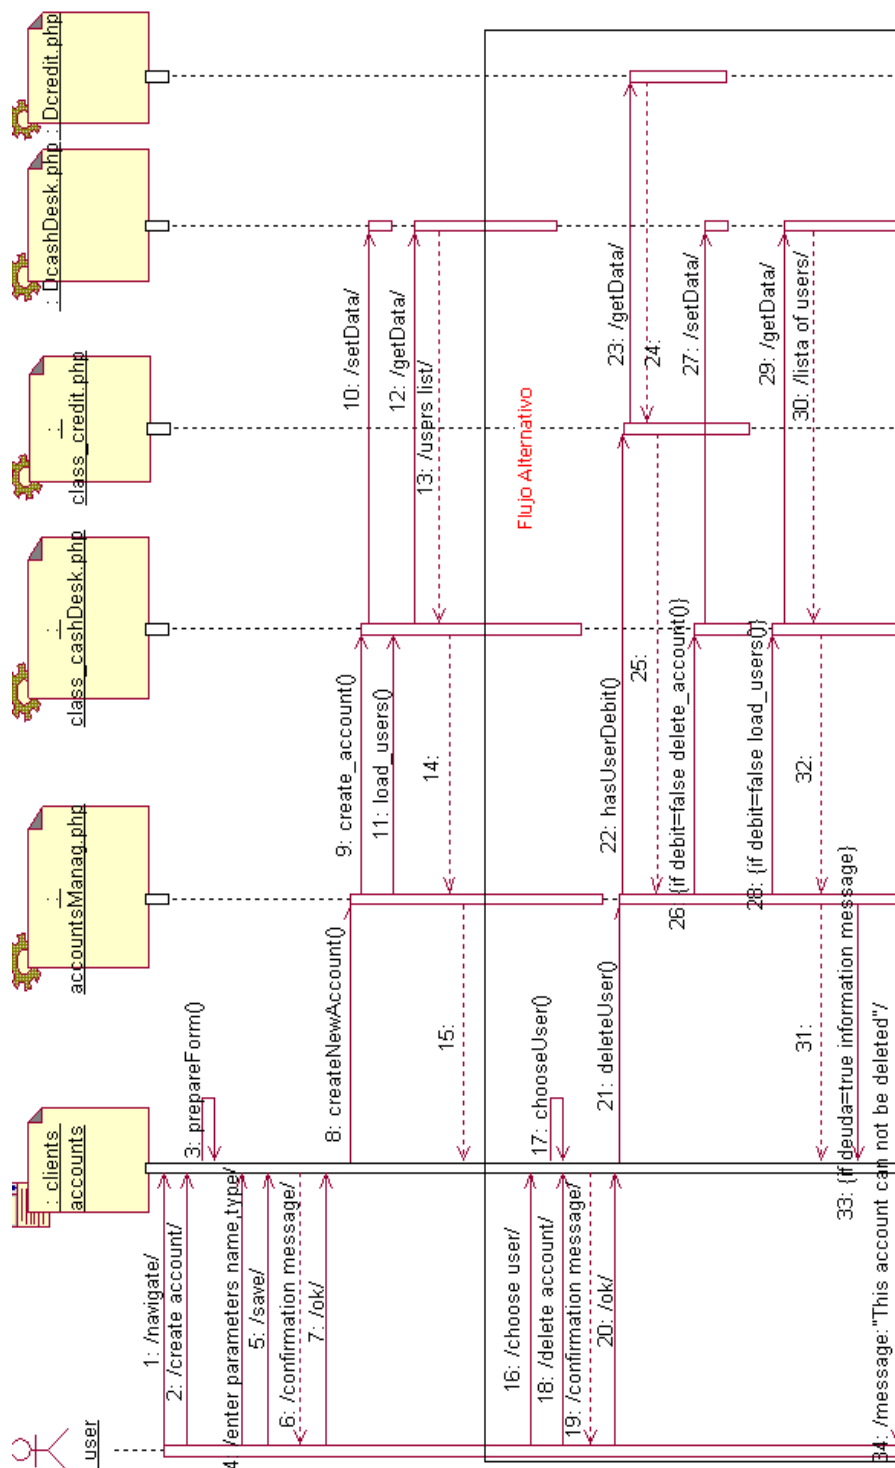 user
: clients
accounts
: 
accountsManag.php
: 
class_cashDesk.php
: 
class_credit.php
: DcashDesk.php
: Dcredit.php
1: /navigate/
2: /create account/
3: prepareForm()
4: /enter parameters name,type/
5: /save/
6: /confirmation message/
7: /ok/
8: createNewAccount()
9: create_account()
10: /setData/
11: load_users()
12: /getData/
13: /users list/
14:
15:
Flujo Alternativo
16: /choose user/
17: chooseUser()
18: /delete account/
19: /confirmation message/
20: /ok/
21: deleteUser()
22: hasUserDebit()
23: /getData/
24:
25:
26: {if debit=false delete_account()}
27: /setData/
28: {if debit=false load_users()}
29: /getData/
30: /lista of users/
31:
32:
33: {if deuda=true information message}
34: /message:"This account can not be deleted"/